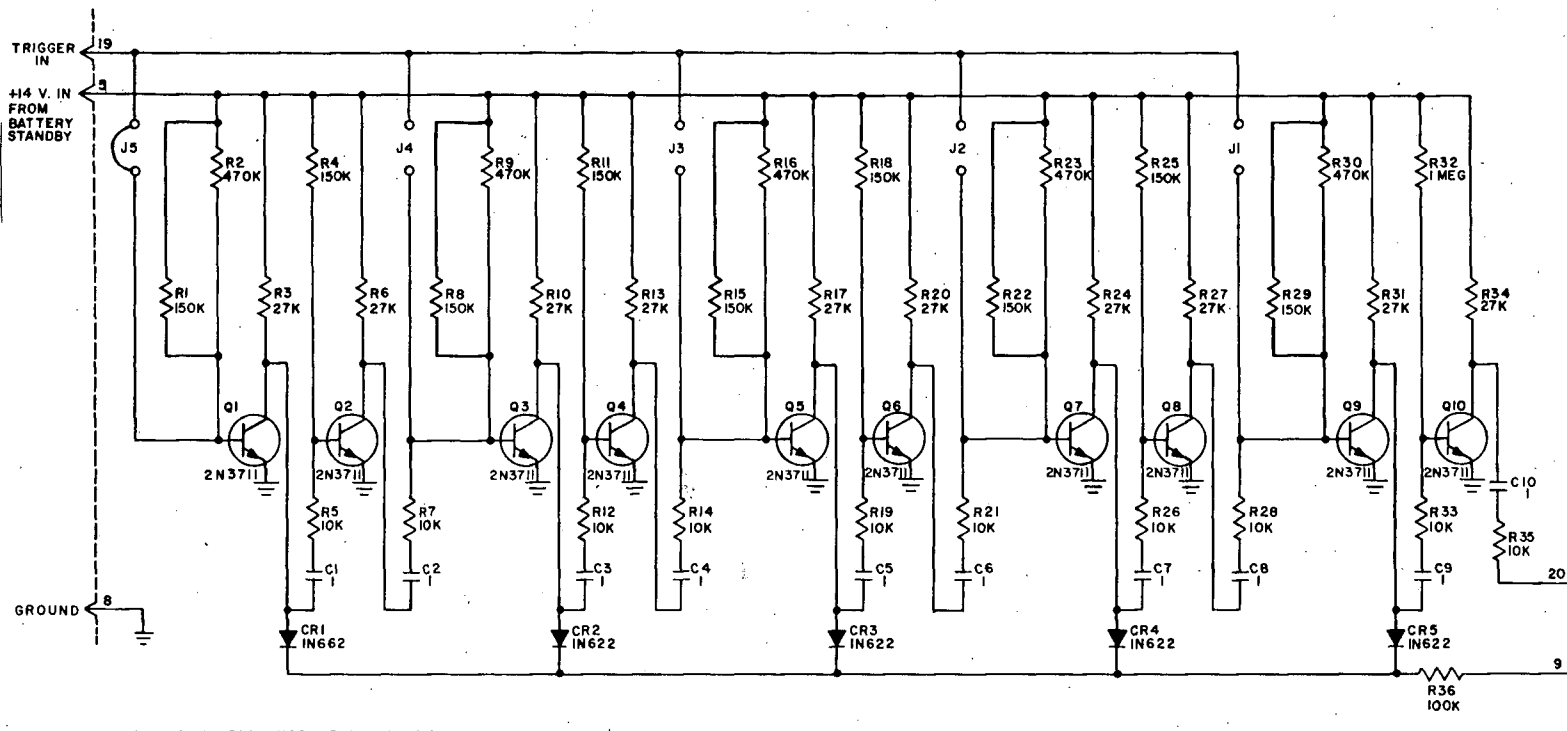 TRIGGER
IN
19
+14 V. IN
FROM
BATTERY
STANDBY
J5
J4
J3
J2
J1
R2
470K
R4
150K
R9
470K
R11
150K
R16
470K
R18
150K
R23
470K
R25
150K
R30
470K
R32
1 MEG
R1
150K
R3
27K
R6
27K
R8
150K
R10
27K
R13
27K
R15
150K
R17
27K
R20
27K
R22
150K
R24
27K
R27
27K
R29
150K
R31
27K
R34
27K
Q1
2N3711
Q2
2N3711
Q3
2N3711
Q4
2N3711
Q5
2N3711
Q6
2N3711
Q7
2N3711
Q8
2N3711
Q9
2N3711
Q10
2N3711
R5
10K
R7
10K
R12
10K
R14
10K
R19
10K
R21
10K
R26
10K
R28
10K
R33
10K
C10
1
R35
10K
C1
1
C2
1
C3
1
C4
1
C5
1
C6
1
C7
1
C8
1
C9
1
20
GROUND
8
CR1
1N662
CR2
1N622
CR3
1N622
CR4
1N622
CR5
1N622
9
R36
100K